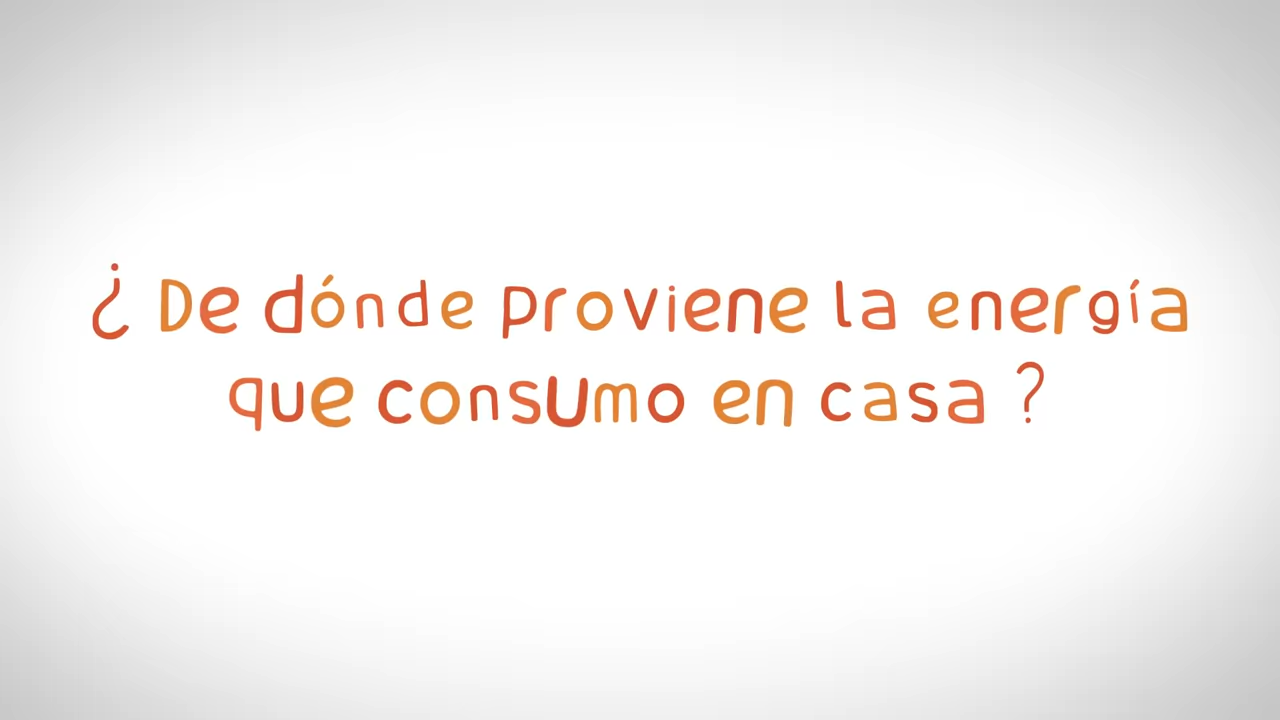 ¿ De dónde proviene la energía
que consumo en casa ?